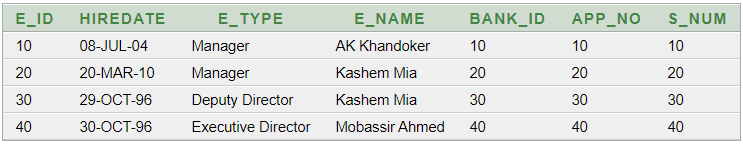 E_ID HIREDATE E_TYPE E_NAME BANK_ID APP_NO S_NUM
10 08-JUL-04 Manager AK Khandoker 10 10 10
20 20-MAR-10 Manager Kashem Mia 20 20 20
30 29-OCT-96 Deputy Director Kashem Mia 30 30 30
40 30-OCT-96 Executive Director Mobassir Ahmed 40 40 40